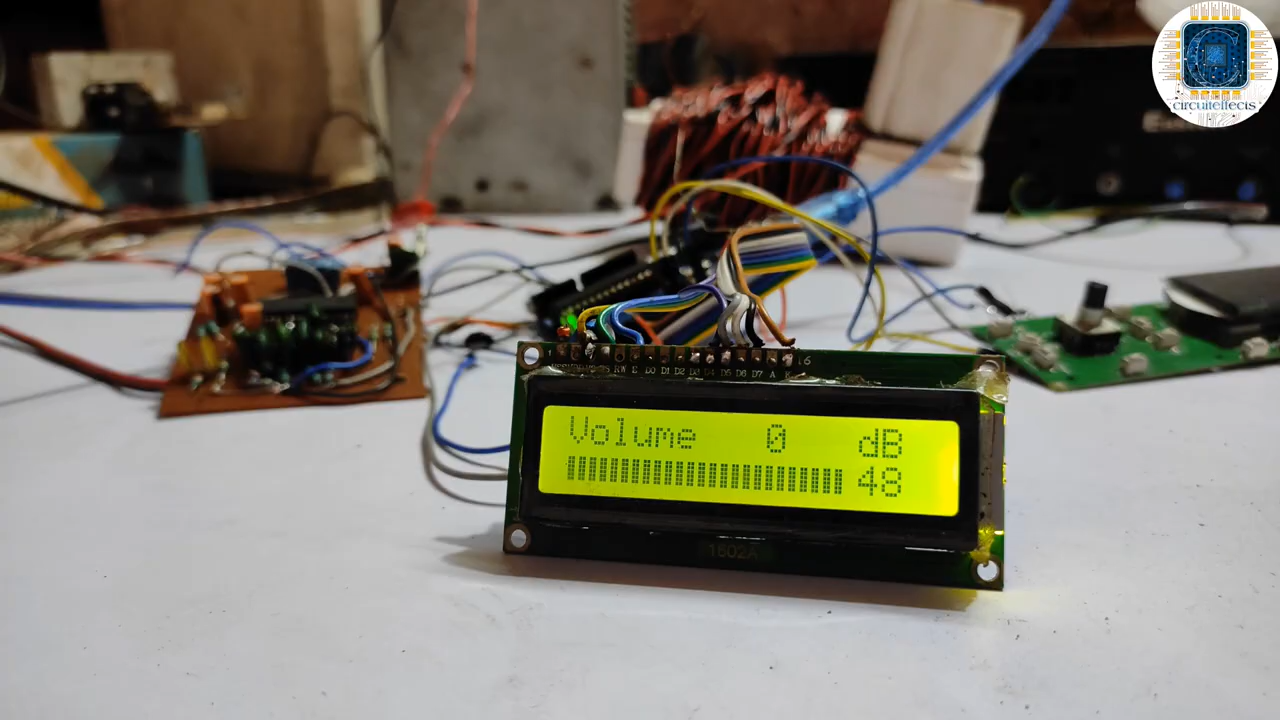 circuiteffects
16
RW E D0 D1 D2 D3 D4 D5 D6 D7 A K
Volume 0 dB
48
1602A